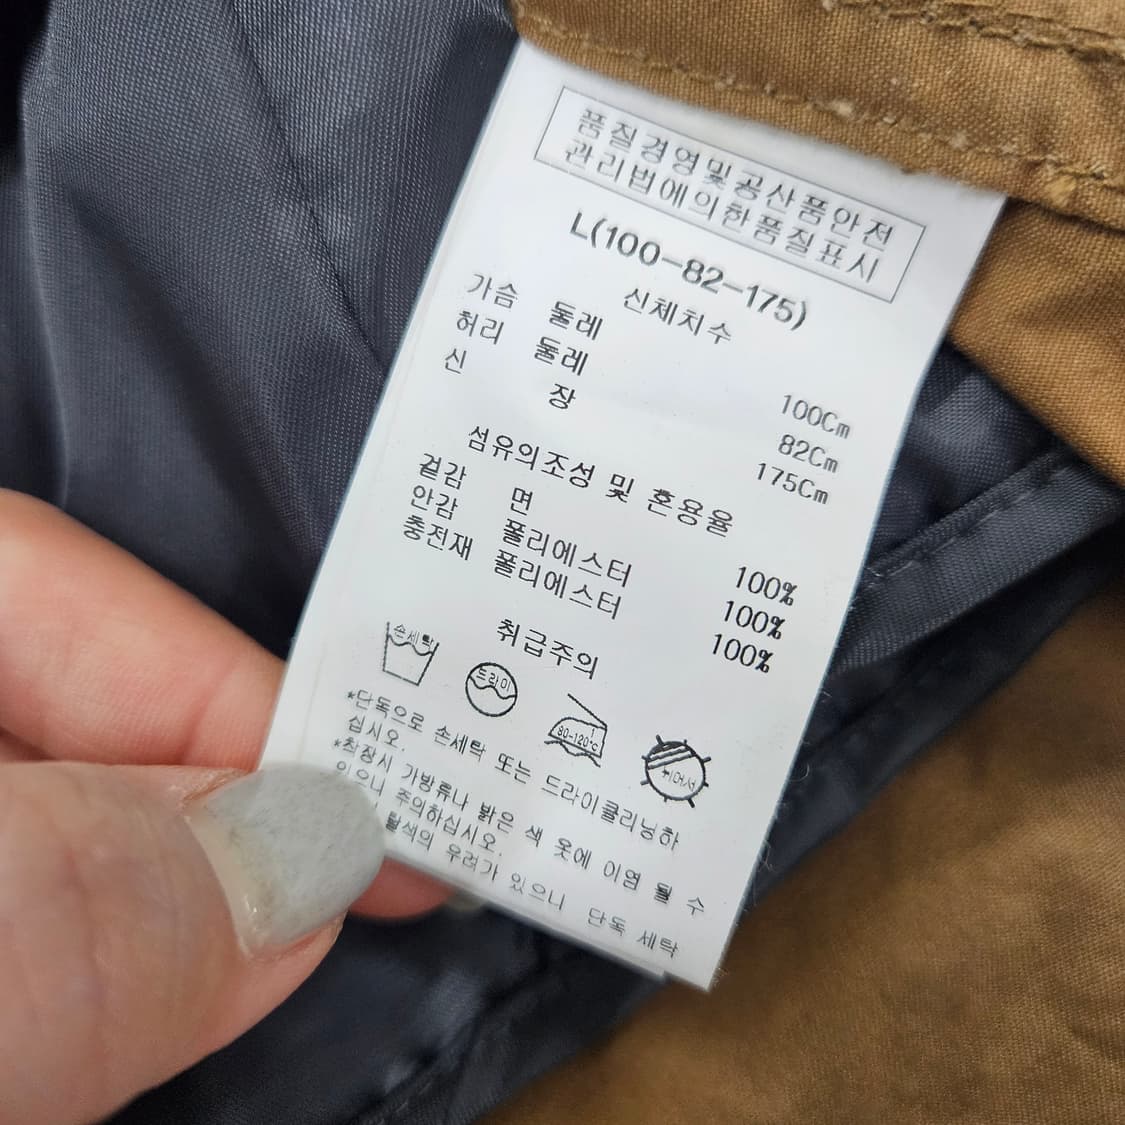 품질경영및공산품안전
관리법에의한품질표시
L(100-82-175)
신체치수
가슴 둘레 100Cm
허리 둘레 82Cm
신 장 175Cm
섬유의조성 및 혼용율
겉감 면 100%
안감 폴리에스터 100%
충전재 폴리에스터 100%
취급주의
손세탁
드라이
80-120℃
뉘어서
*단독으로 손세탁 또는 드라이클리닝하
십시오.
*착장시 가방류나 밝은 색 옷에 이염 될 수
있으니 주의하십시오.
탈색의 우려가 있으니 단독 세탁